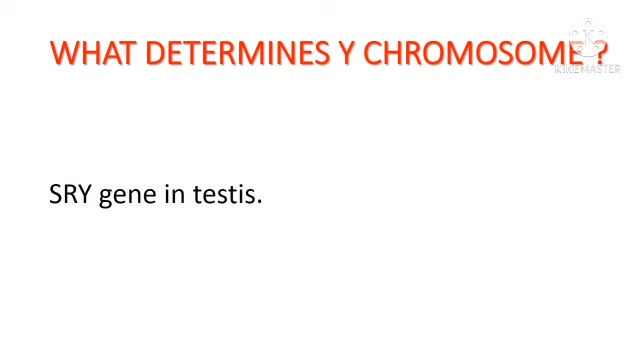 WHAT DETERMINES Y CHROMOSOME ?
KINEMASTER
SRY gene in testis.